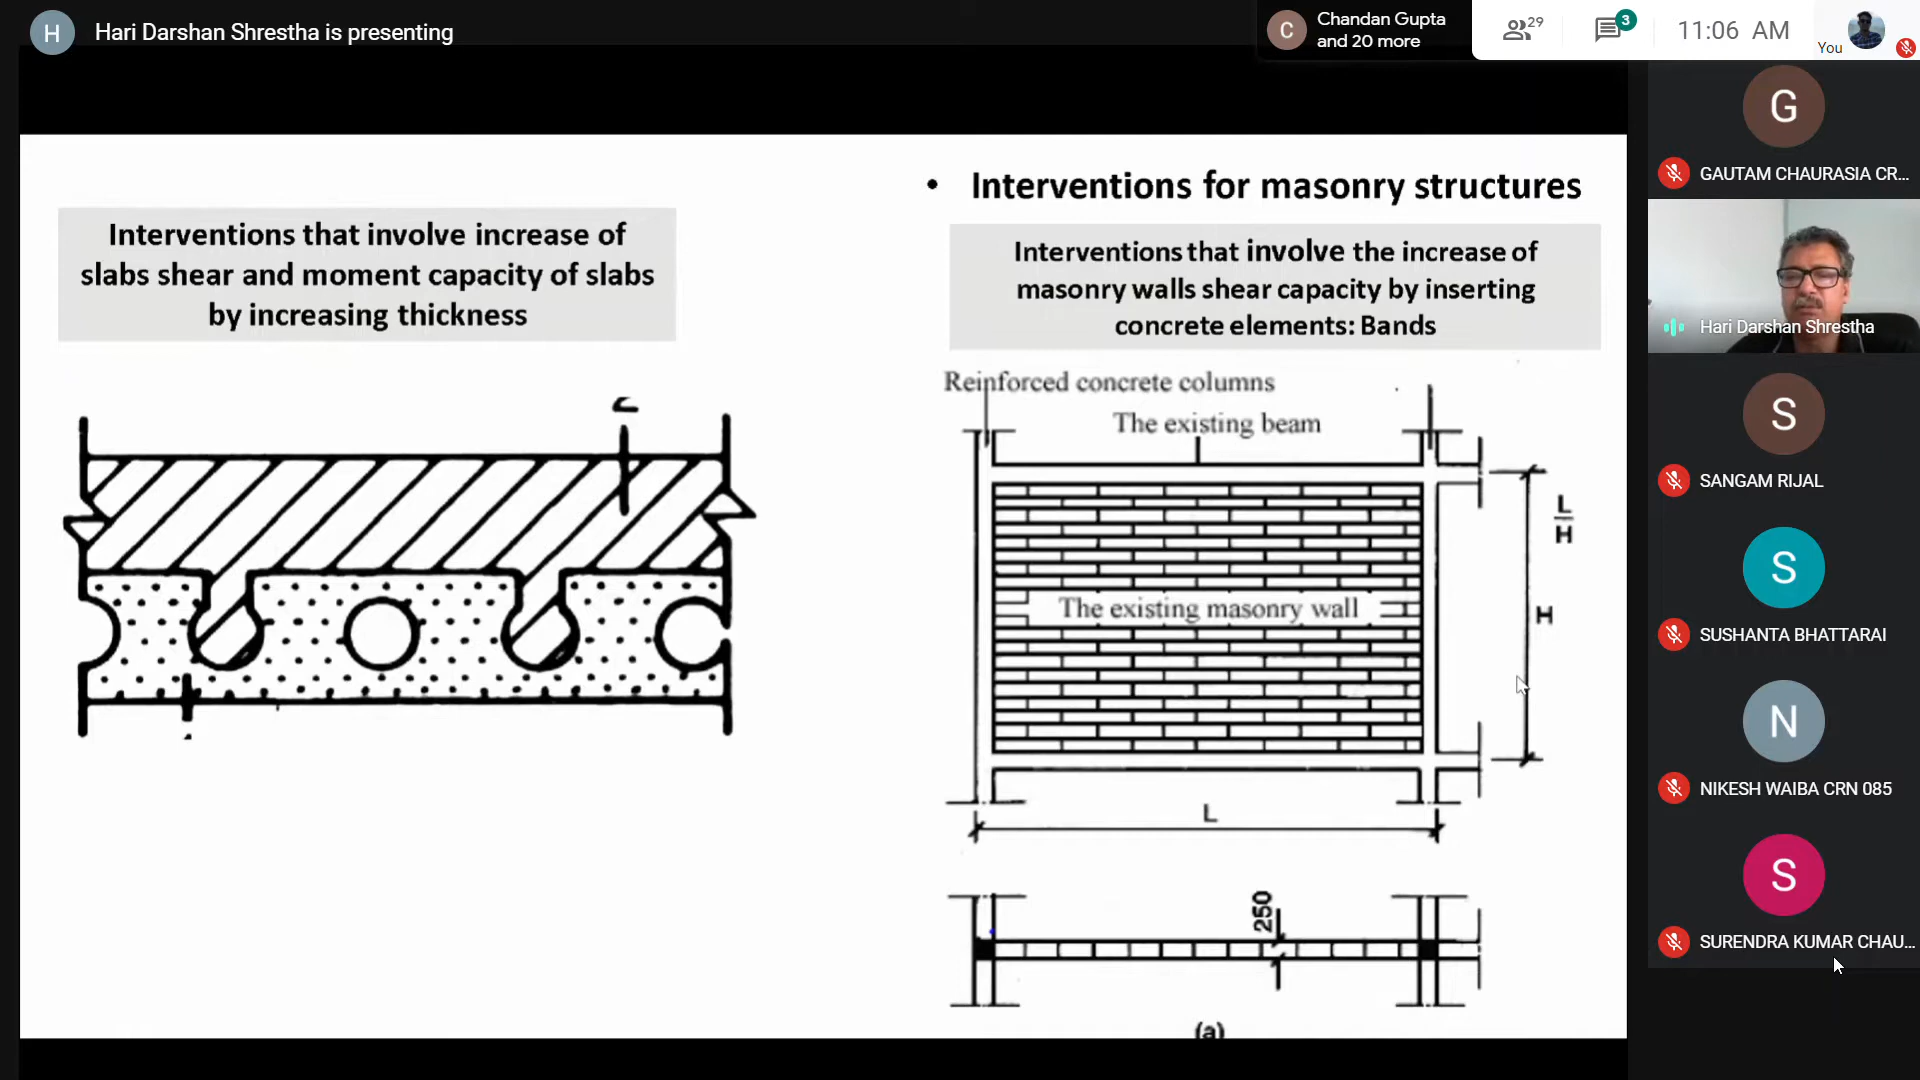 H
Hari Darshan Shrestha is presenting
C
Chandan Gupta
and 20 more
29
3
11:06 AM
You
Interventions that involve increase of
slabs shear and moment capacity of slabs
by increasing thickness
• Interventions for masonry structures
Interventions that involve the increase of
masonry walls shear capacity by inserting
concrete elements: Bands
Reinforced concrete columns
The existing beam
The existing masonry wall
L
H
H
L
250
(a)
G
GAUTAM CHAURASIA CR...
Hari Darshan Shrestha
S
SANGAM RIJAL
S
SUSHANTA BHATTARAI
N
NIKESH WAIBA CRN 085
S
SURENDRA KUMAR CHAU...